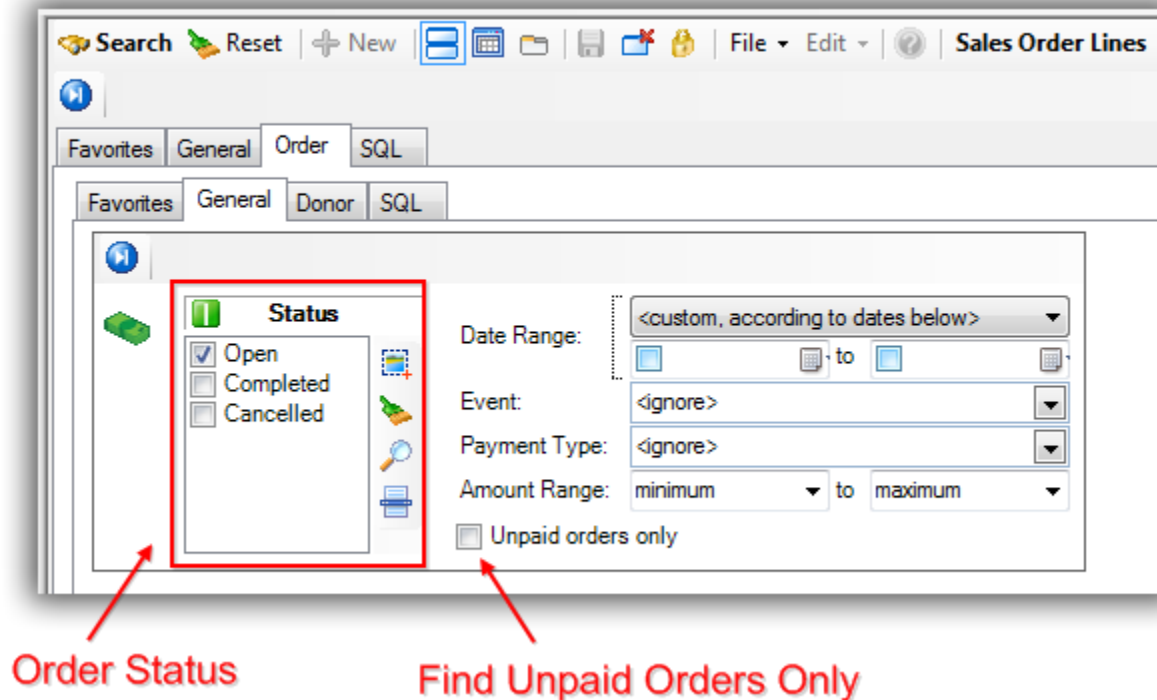 Search Reset New File Edit Sales Order Lines
Favorites General Order SQL
Favorites General Donor SQL
Status
Open
Completed
Cancelled
Date Range: <custom, according to dates below>
to
Event: <ignore>
Payment Type: <ignore>
Amount Range: minimum to maximum
Unpaid orders only
Order Status
Find Unpaid Orders Only